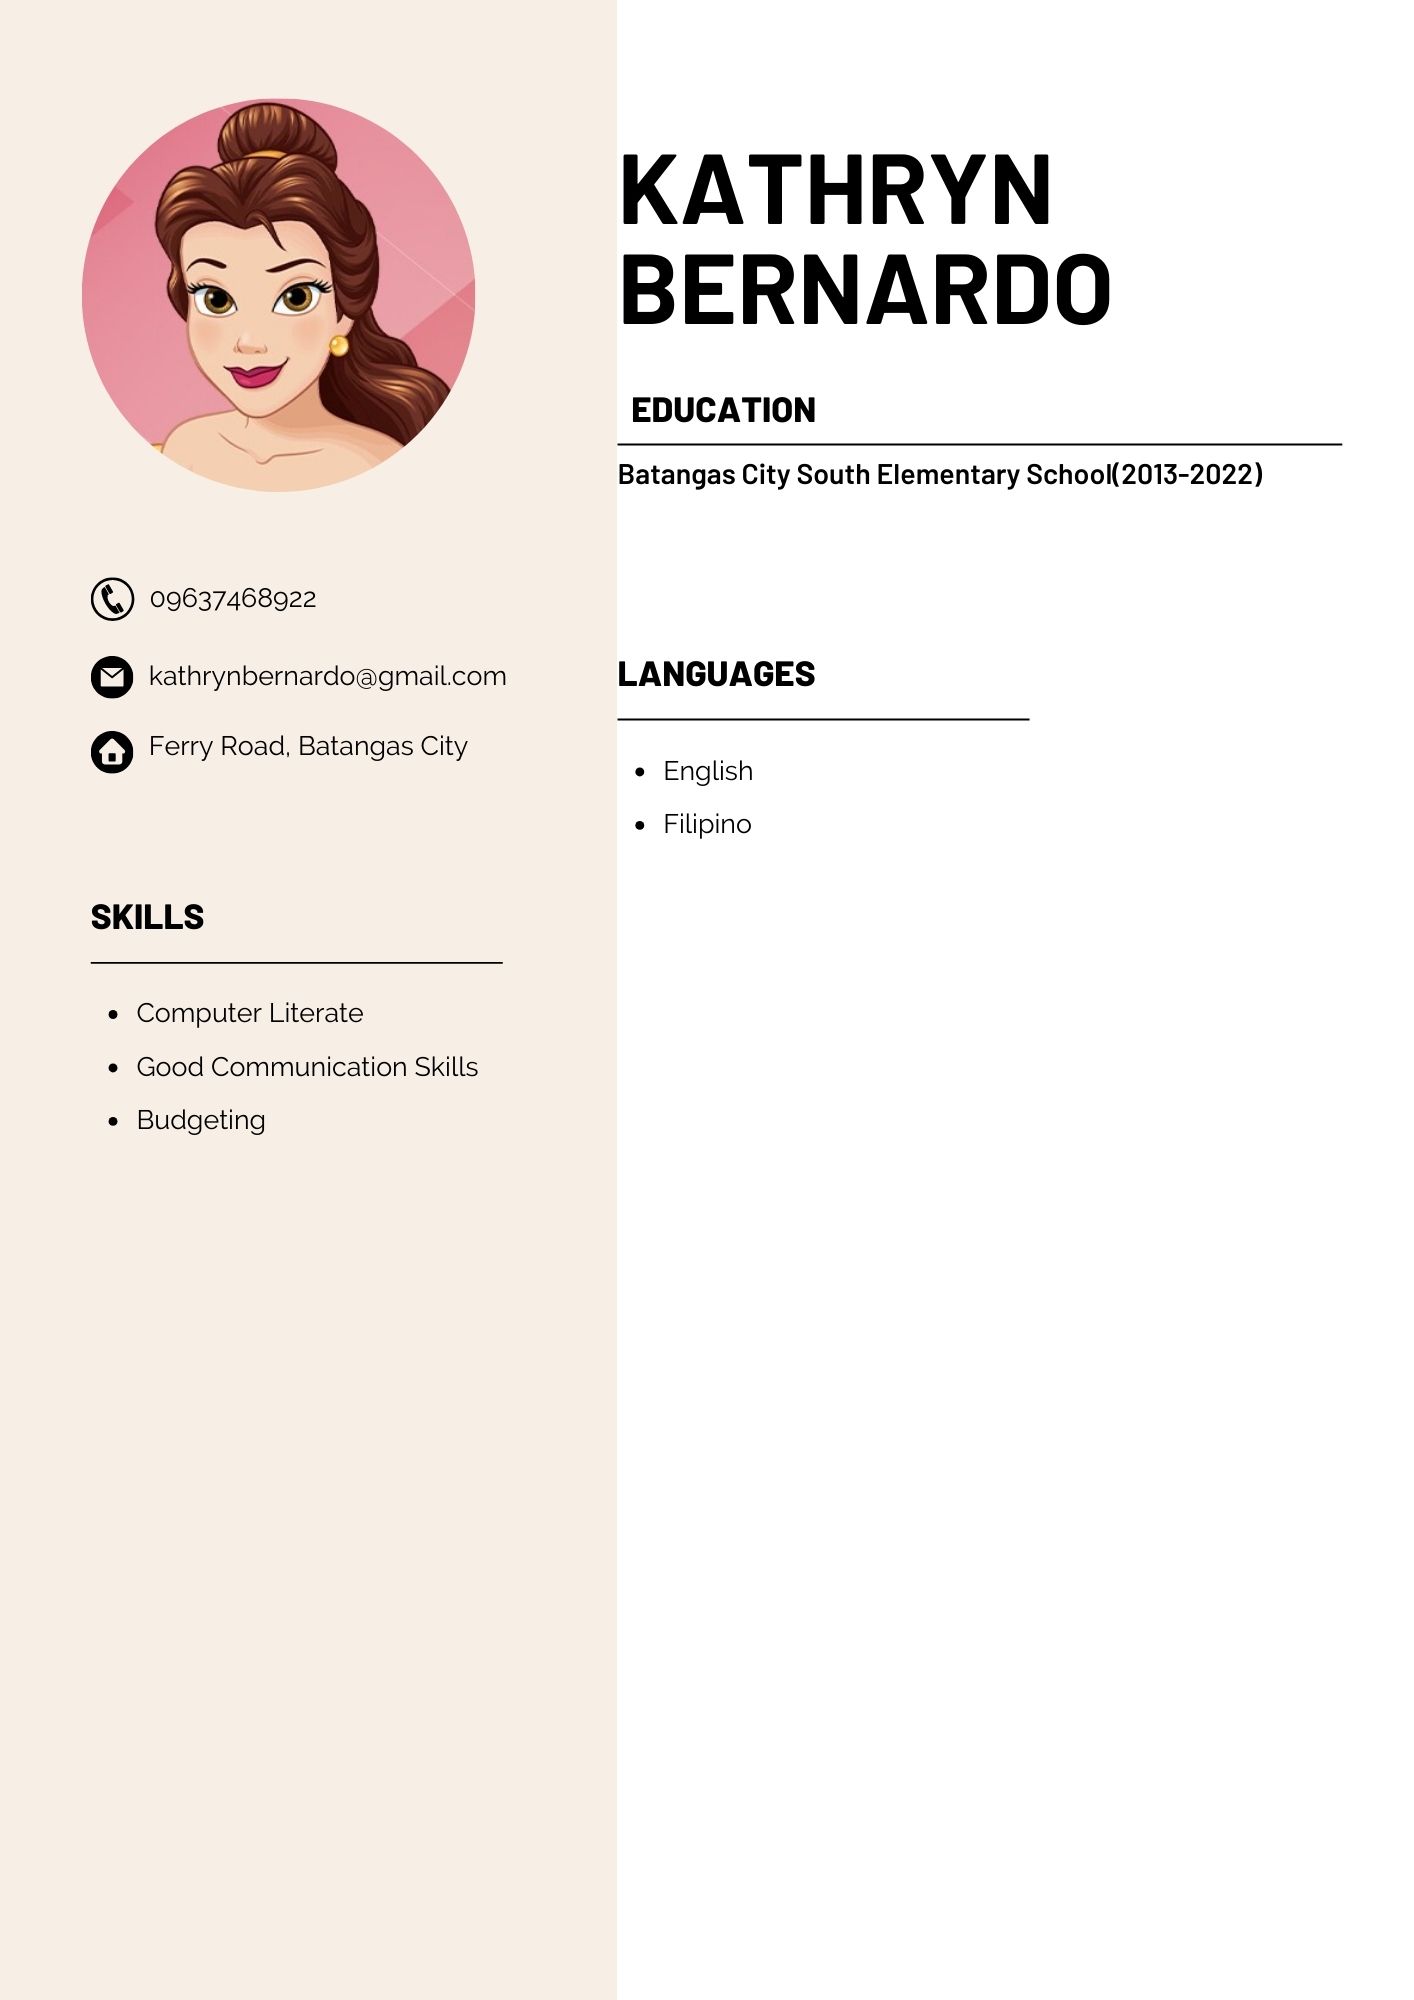 KATHRYN
BERNARDO
EDUCATION
Batangas City South Elementary School(2013-2022)
09637468922
kathrynbernardo@gmail.com
Ferry Road, Batangas City
LANGUAGES
English
Filipino
SKILLS
Computer Literate
Good Communication Skills
Budgeting